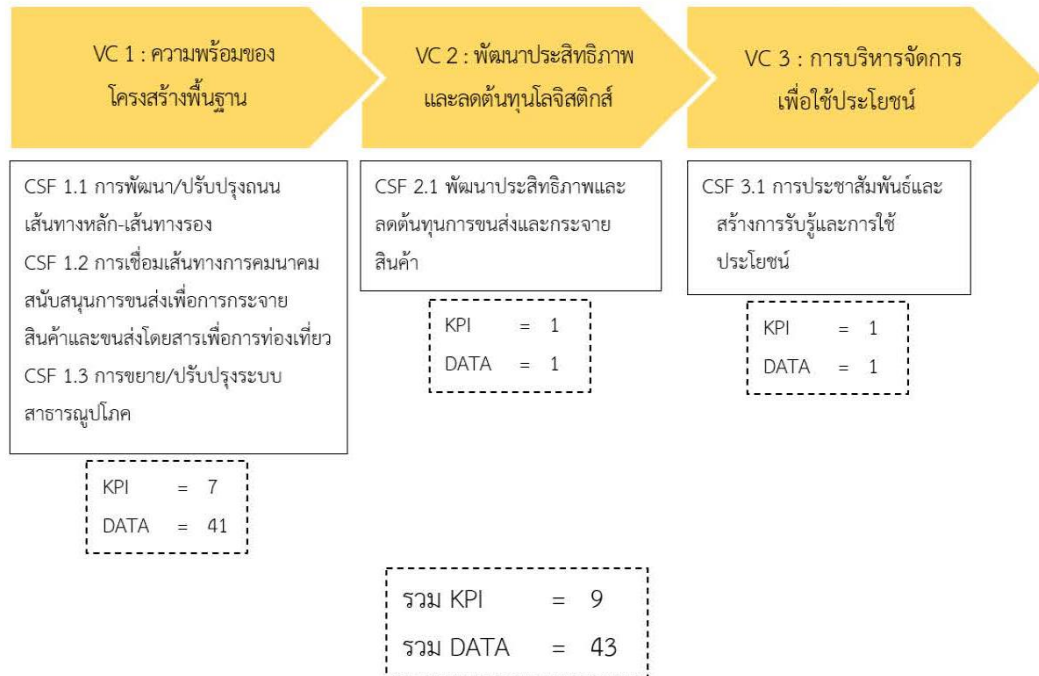 VC 1 : ความพร้อมของ
โครงสร้างพื้นฐาน
VC 2 : พัฒนาประสิทธิภาพ
และลดต้นทุนโลจิสติกส์
VC 3 : การบริหารจัดการ
เพื่อใช้ประโยชน์
CSF 1.1 การพัฒนา/ปรับปรุงถนน
เส้นทางหลัก-เส้นทางรอง
CSF 1.2 การเชื่อมเส้นทางการคมนาคม
สนับสนุนการขนส่งเพื่อการกระจาย
สินค้าและขนส่งโดยสารเพื่อการท่องเที่ยว
CSF 1.3 การขยาย/ปรับปรุงระบบ
สาธารณูปโภค
KPI = 7
DATA = 41
CSF 2.1 พัฒนาประสิทธิภาพและ
ลดต้นทุนการขนส่งและกระจาย
สินค้า
KPI = 1
DATA = 1
CSF 3.1 การประชาสัมพันธ์และ
สร้างการรับรู้และการใช้
ประโยชน์
KPI = 1
DATA = 1
รวม KPI = 9
รวม DATA = 43